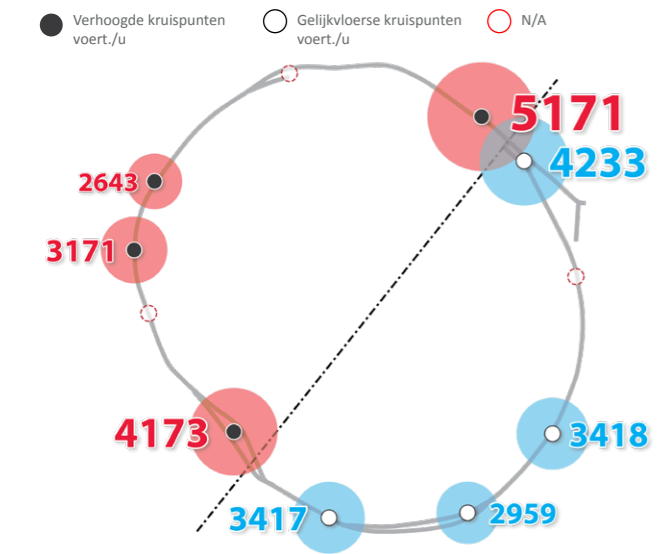 Verhoogde kruispunten
voert./u
Gelijkvloerse kruispunten
voert./u
N/A
5171
4233
2643
3171
4173
3418
3417
2959